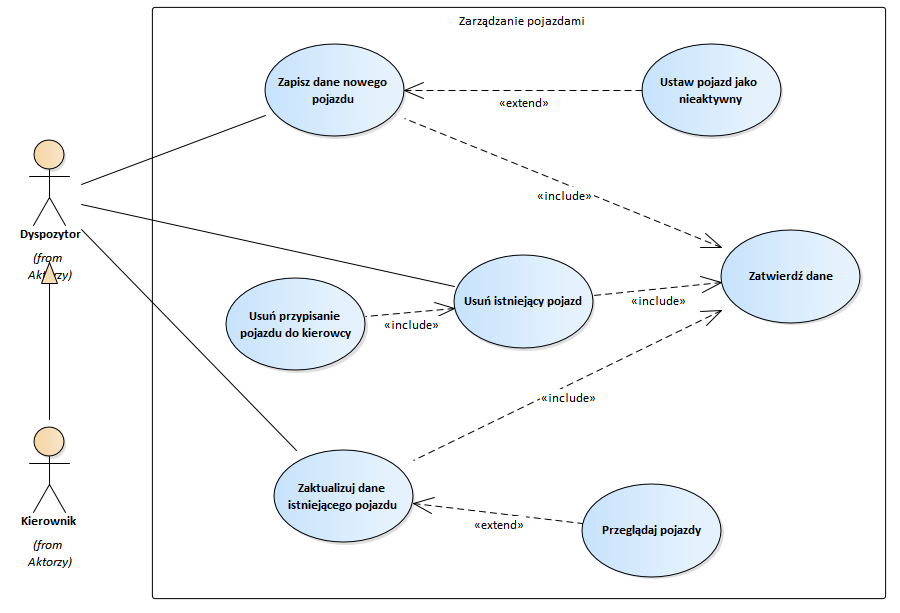 Zarządzanie pojazdami
Zapisz dane nowego
pojazdu
Ustaw pojazd jako
nieaktywny
«extend»
«include»
Dyspozytor
(from
Aktorzy)
Zatwierdź dane
Usuń istniejący pojazd
«include»
Usuń przypisanie
pojazdu do kierowcy
«include»
«include»
Zaktualizuj dane
istniejącego pojazdu
Kierownik
(from
Aktorzy)
«extend»
Przeglądaj pojazdy